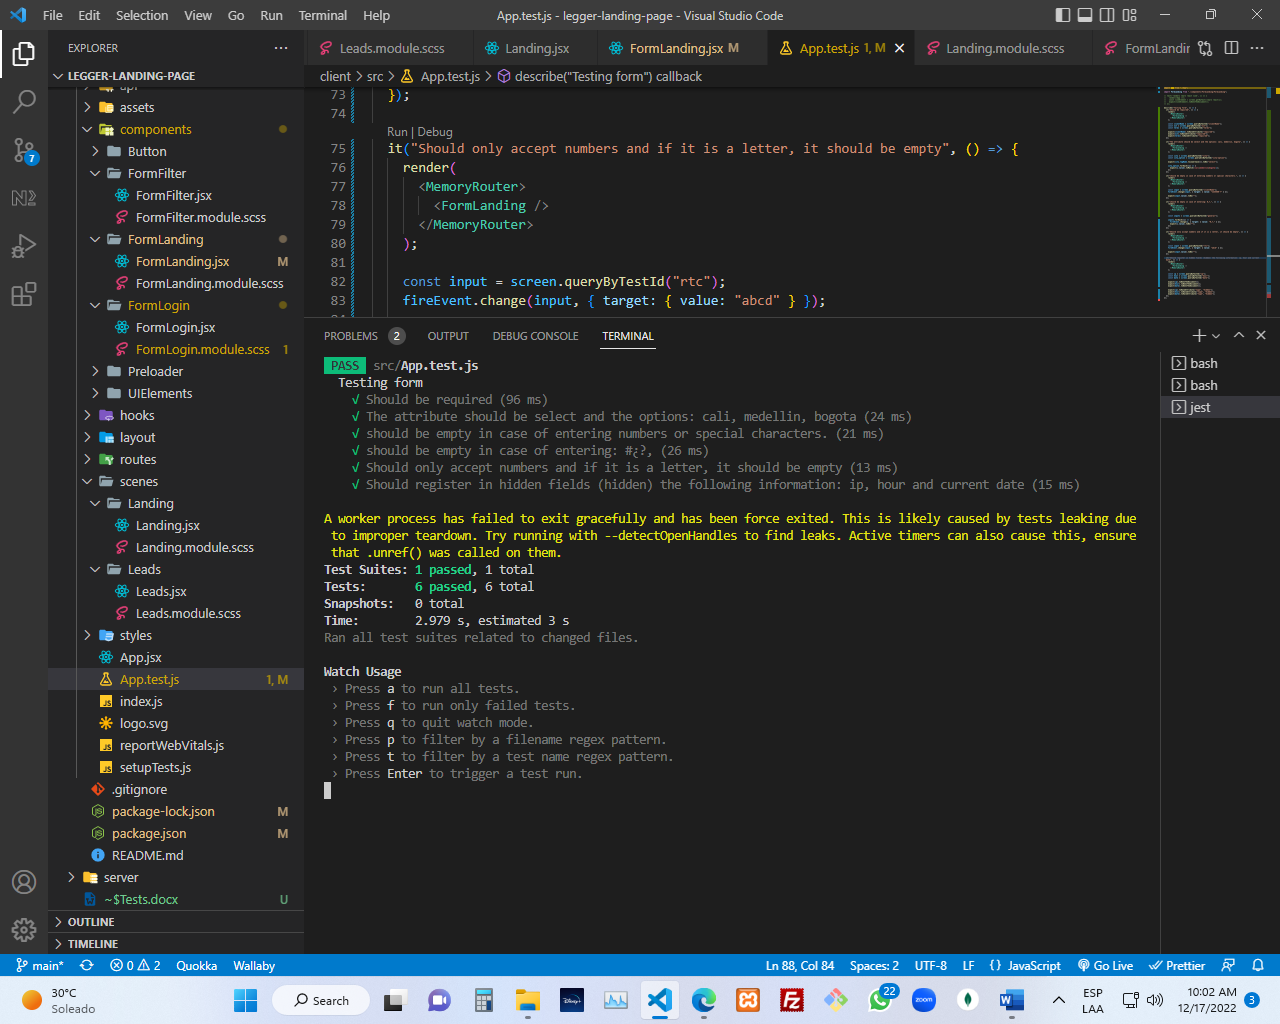 File Edit Selection View Go Run Terminal Help
App.test.js - legger-landing-page - Visual Studio Code
EXPLORER
LEGGER-LANDING-PAGE
assets
components
Button
FormFilter
FormFilter.jsx
FormFilter.module.scss
FormLanding
FormLanding.jsx M
FormLanding.module.scss
FormLogin
FormLogin.jsx
FormLogin.module.scss 1
Preloader
UIElements
hooks
layout
routes
scenes
Landing
Landing.jsx
Landing.module.scss
Leads
Leads.jsx
Leads.module.scss
styles
App.jsx
App.test.js 1, M
index.js
logo.svg
reportWebVitals.js
setupTests.js
.gitignore
package-lock.json M
package.json M
README.md
server
~$Tests.docx U
OUTLINE
TIMELINE
7
Leads.module.scss Landing.jsx FormLanding.jsx M App.test.js 1, M Landing.module.scss FormLandir
client > src > App.test.js > describe("Testing form") callback
73 });
74
Run | Debug
75 it("Should only accept numbers and if it is a letter, it should be empty", () => {
76 render(
77 <MemoryRouter>
78 <FormLanding />
79 </MemoryRouter>
80 );
81
82 const input = screen.queryByTestId("rtc");
83 fireEvent.change(input, { target: { value: "abcd" } });
PROBLEMS 2 OUTPUT DEBUG CONSOLE TERMINAL
bash
bash
jest
PASS src/App.test.js
Testing form
√ Should be required (96 ms)
√ The attribute should be select and the options: cali, medellin, bogota (24 ms)
√ should be empty in case of entering numbers or special characters. (21 ms)
√ should be empty in case of entering: #¿?, (26 ms)
√ Should only accept numbers and if it is a letter, it should be empty (13 ms)
√ Should register in hidden fields (hidden) the following information: ip, hour and current date (15 ms)
A worker process has failed to exit gracefully and has been force exited. This is likely caused by tests leaking due
to improper teardown. Try running with --detectOpenHandles to find leaks. Active timers can also cause this, ensure
that .unref() was called on them.
Test Suites: 1 passed, 1 total
Tests: 6 passed, 6 total
Snapshots: 0 total
Time: 2.979 s, estimated 3 s
Ran all test suites related to changed files.
Watch Usage
› Press a to run all tests.
› Press f to run only failed tests.
› Press q to quit watch mode.
› Press p to filter by a filename regex pattern.
› Press t to filter by a test name regex pattern.
› Press Enter to trigger a test run.
main* 0 2 Quokka Wallaby Ln 88, Col 84 Spaces: 2 UTF-8 LF {} JavaScript Go Live Prettier
30°C
Soleado
Search
22
zoom
ESP
LAA
10:02 AM
12/17/2022
3